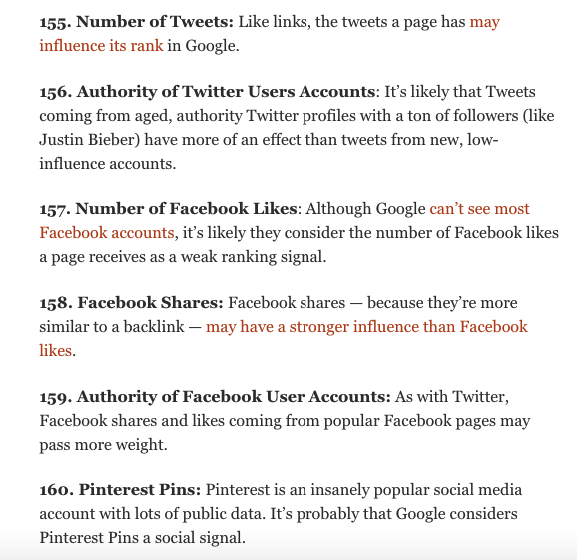 155. Number of Tweets: Like links, the tweets a page has may
influence its rank in Google.
156. Authority of Twitter Users Accounts: It’s likely that Tweets
coming from aged, authority Twitter profiles with a ton of followers (like
Justin Bieber) have more of an effect than tweets from new, low-
influence accounts.
157. Number of Facebook Likes: Although Google can’t see most
Facebook accounts, it’s likely they consider the number of Facebook likes
a page receives as a weak ranking signal.
158. Facebook Shares: Facebook shares — because they’re more
similar to a backlink — may have a stronger influence than Facebook
likes.
159. Authority of Facebook User Accounts: As with Twitter,
Facebook shares and likes coming from popular Facebook pages may
pass more weight.
160. Pinterest Pins: Pinterest is an insanely popular social media
account with lots of public data. It’s probably that Google considers
Pinterest Pins a social signal.